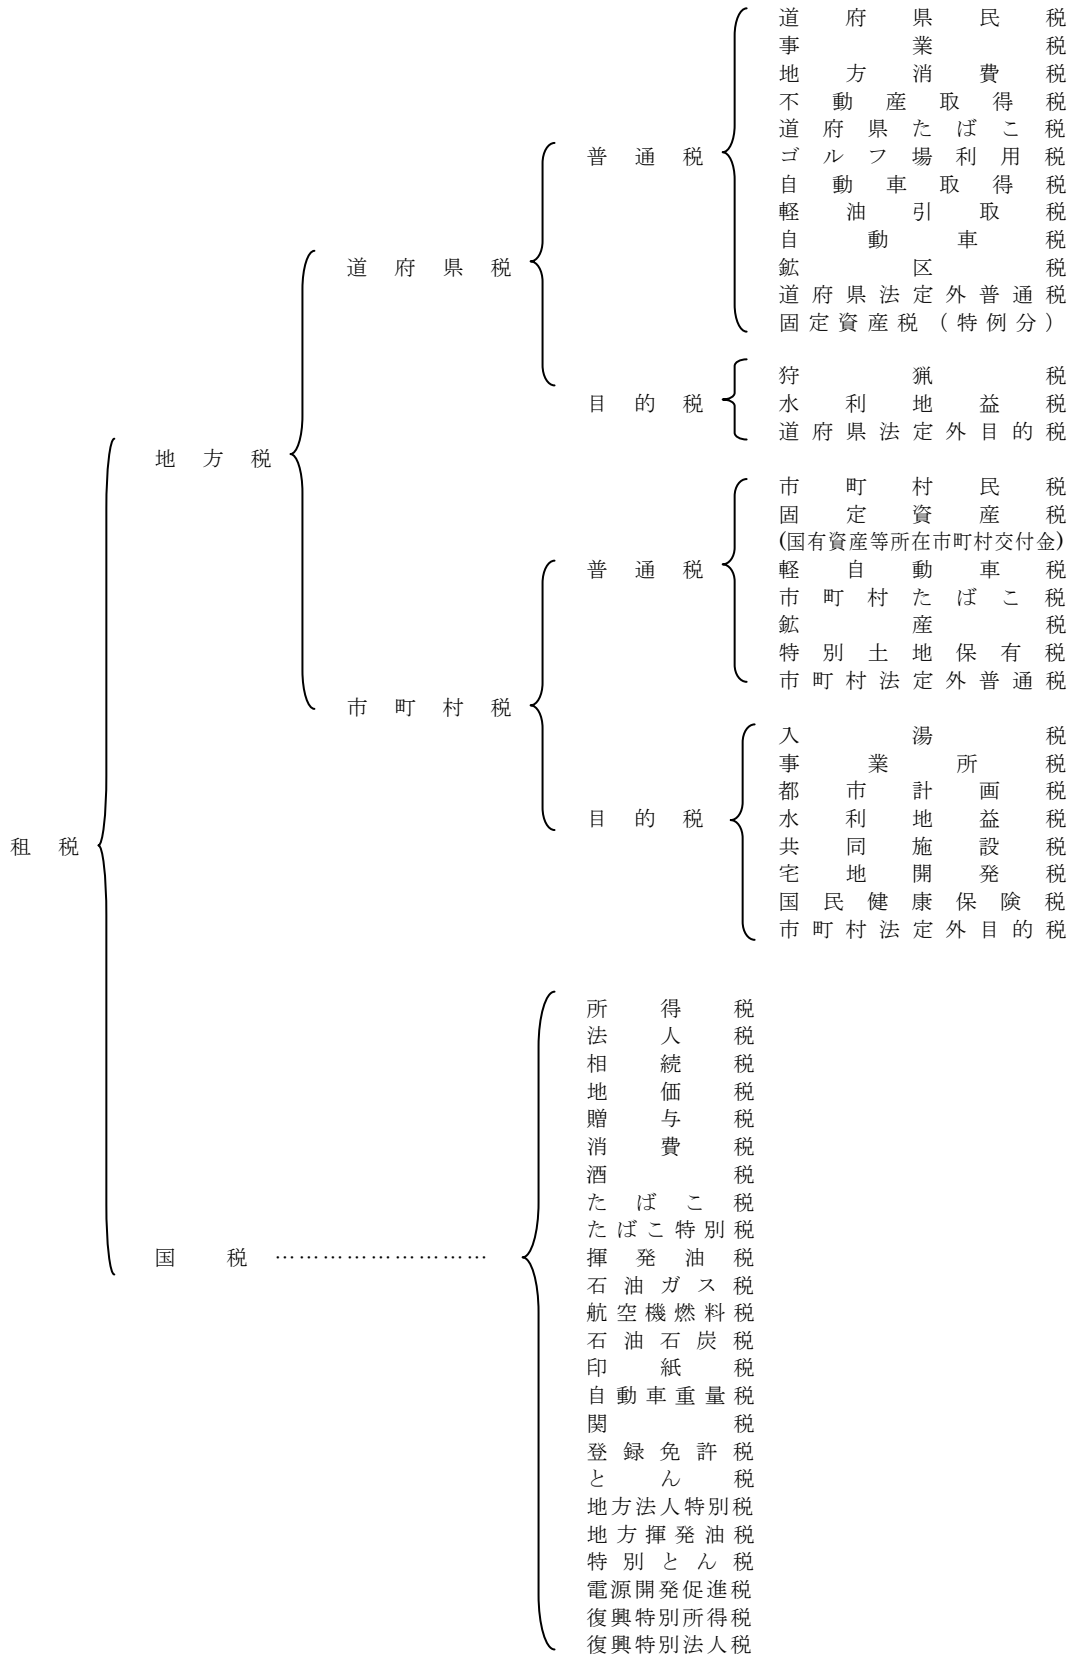 租税
地方税
道府県税
普通税
道府県民税
事業税
地方消費税
不動産取得税
道府県たばこ税
ゴルフ場利用税
自動車取得税
軽油引取税
自動車税
鉱区税
道府県法定外普通税
固定資産税(特例分)
目的税
狩猟税
水利地益税
道府県法定外目的税
市町村税
普通税
市町村民税
固定資産税
(国有資産等所在市町村交付金)
軽自動車税
市町村たばこ税
鉱産税
特別土地保有税
市町村法定外普通税
目的税
入湯税
事業所税
都市計画税
水利地益税
共同施設税
宅地開発税
国民健康保険税
市町村法定外目的税
国税 ………………………
所得税
法人税
相続税
地価税
贈与税
消費税
酒税
たばこ税
たばこ特別税
揮発油税
石油ガス税
航空機燃料税
石油石炭税
印紙税
自動車重量税
関税
登録免許税
とん税
地方法人特別税
地方揮発油税
特別とん税
電源開発促進税
復興特別所得税
復興特別法人税